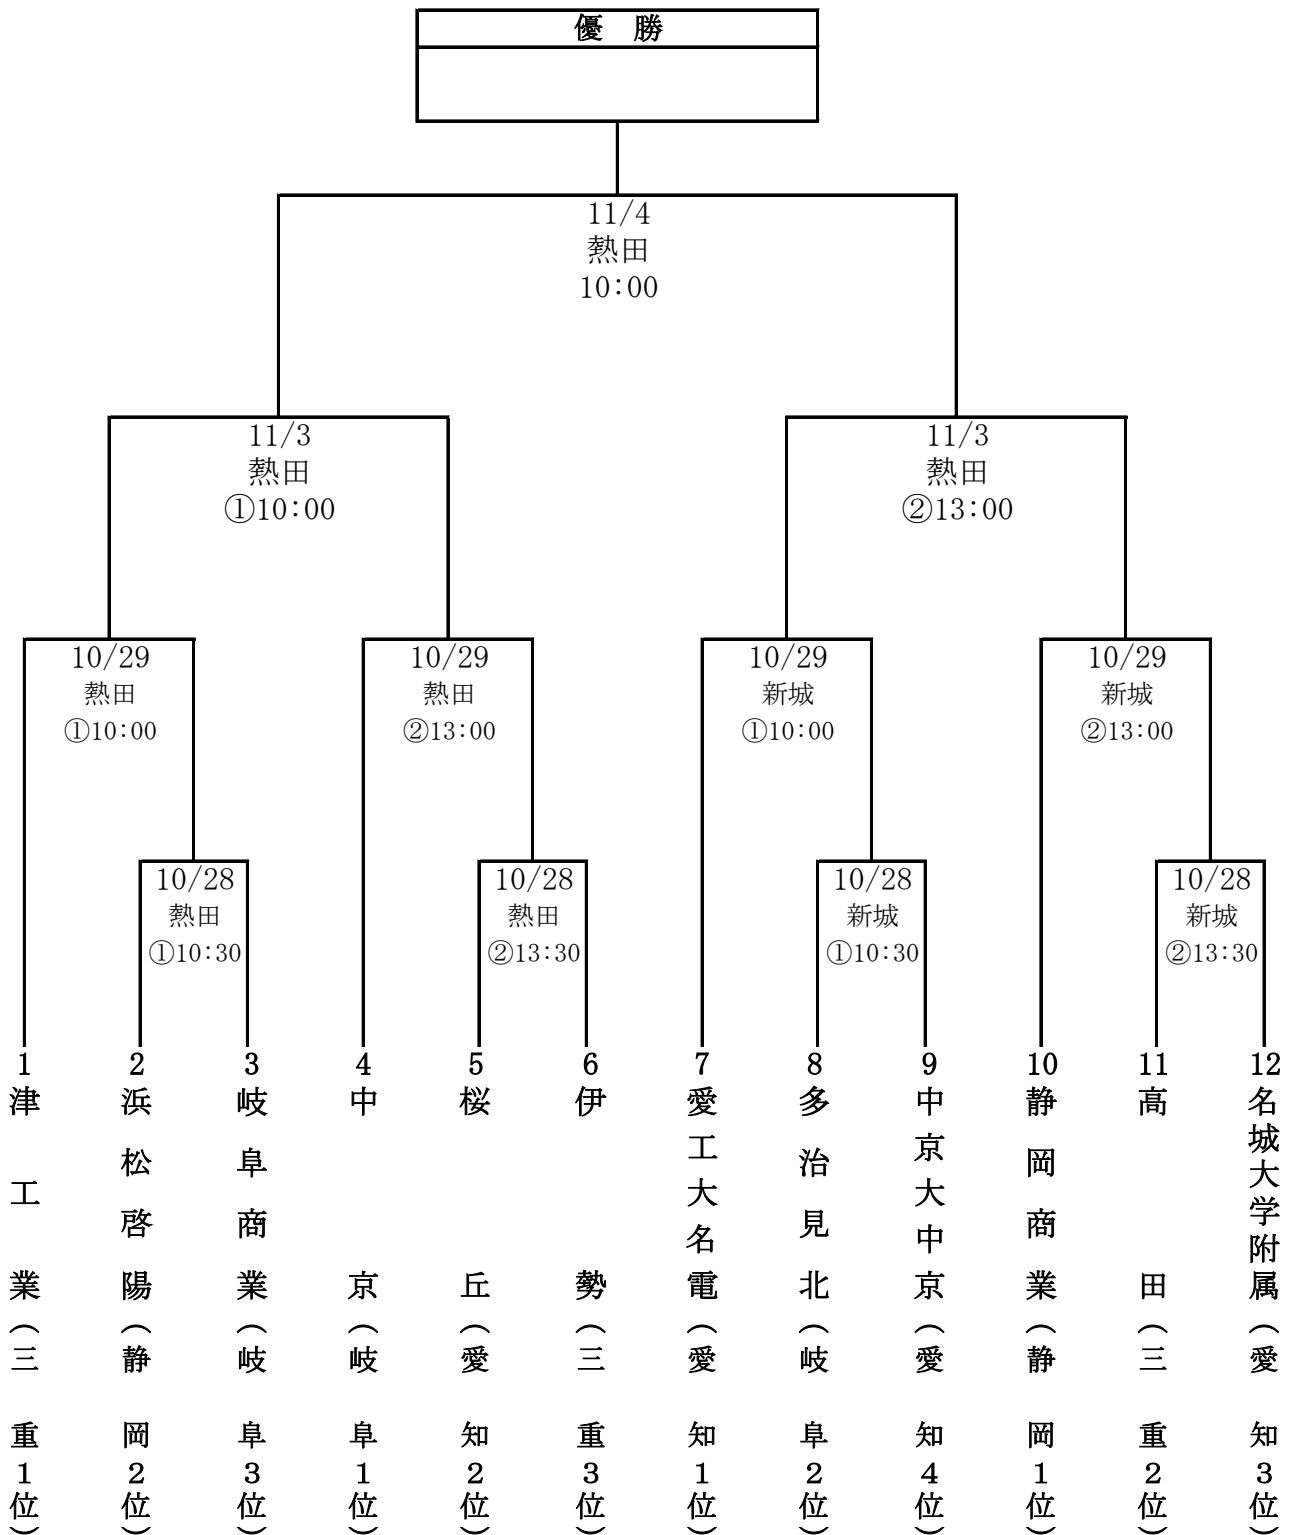 優　勝
11/4
熱田
10:00
11/3
熱田
①10:00
11/3
熱田
②13:00
10/29
熱田
①10:00
10/29
熱田
②13:00
10/29
新城
①10:00
10/29
新城
②13:00
10/28
熱田
①10:30
10/28
熱田
②13:30
10/28
新城
①10:30
10/28
新城
②13:30
1
津工業（三重1位）
2
浜松啓陽（静岡2位）
3
岐阜商業（岐阜3位）
4
中京（岐阜1位）
5
桜丘（愛知2位）
6
伊勢（三重3位）
7
愛工大名電（愛知1位）
8
多治見北（岐阜2位）
9
中京大中京（愛知4位）
10
静岡商業（静岡1位）
11
高田（三重2位）
12
名城大学附属（愛知3位）